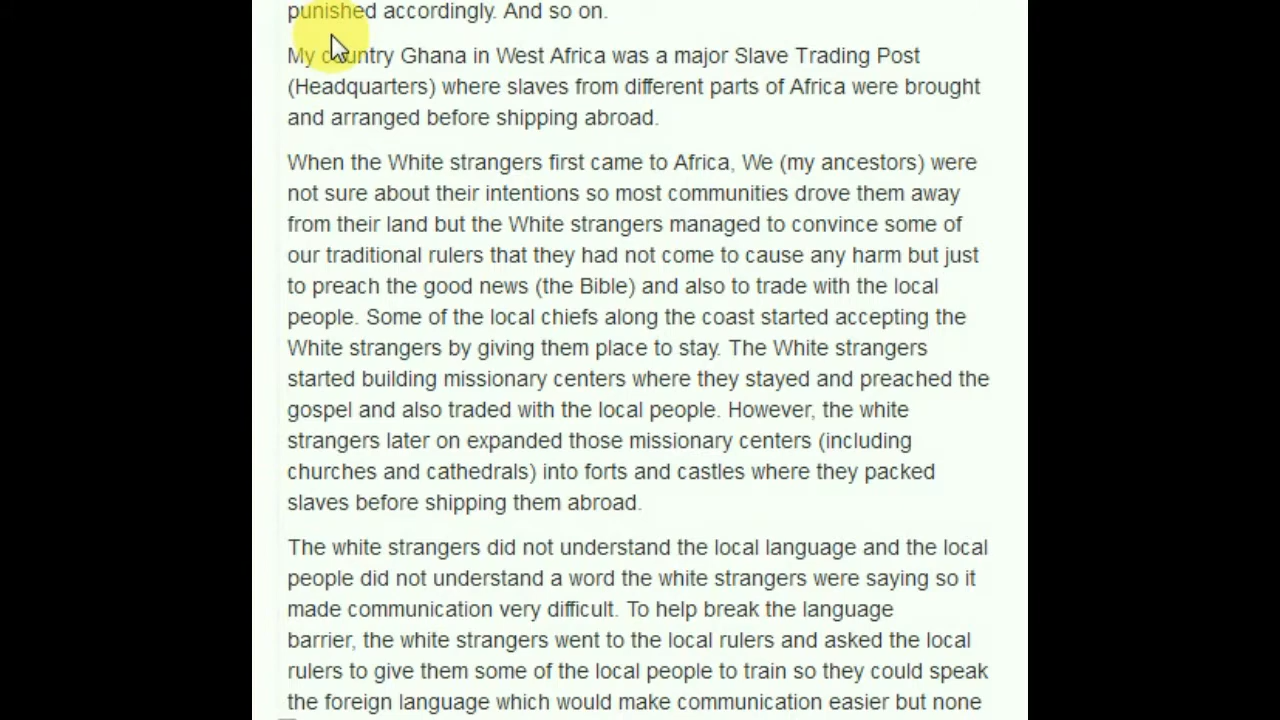 punished accordingly. And so on.
My country Ghana in West Africa was a major Slave Trading Post
(Headquarters) where slaves from different parts of Africa were brought
and arranged before shipping abroad.
When the White strangers first came to Africa, We (my ancestors) were
not sure about their intentions so most communities drove them away
from their land but the White strangers managed to convince some of
our traditional rulers that they had not come to cause any harm but just
to preach the good news (the Bible) and also to trade with the local
people. Some of the local chiefs along the coast started accepting the
White strangers by giving them place to stay. The White strangers
started building missionary centers where they stayed and preached the
gospel and also traded with the local people. However, the white
strangers later on expanded those missionary centers (including
churches and cathedrals) into forts and castles where they packed
slaves before shipping them abroad.
The white strangers did not understand the local language and the local
people did not understand a word the white strangers were saying so it
made communication very difficult. To help break the language
barrier, the white strangers went to the local rulers and asked the local
rulers to give them some of the local people to train so they could speak
the foreign language which would make communication easier but none